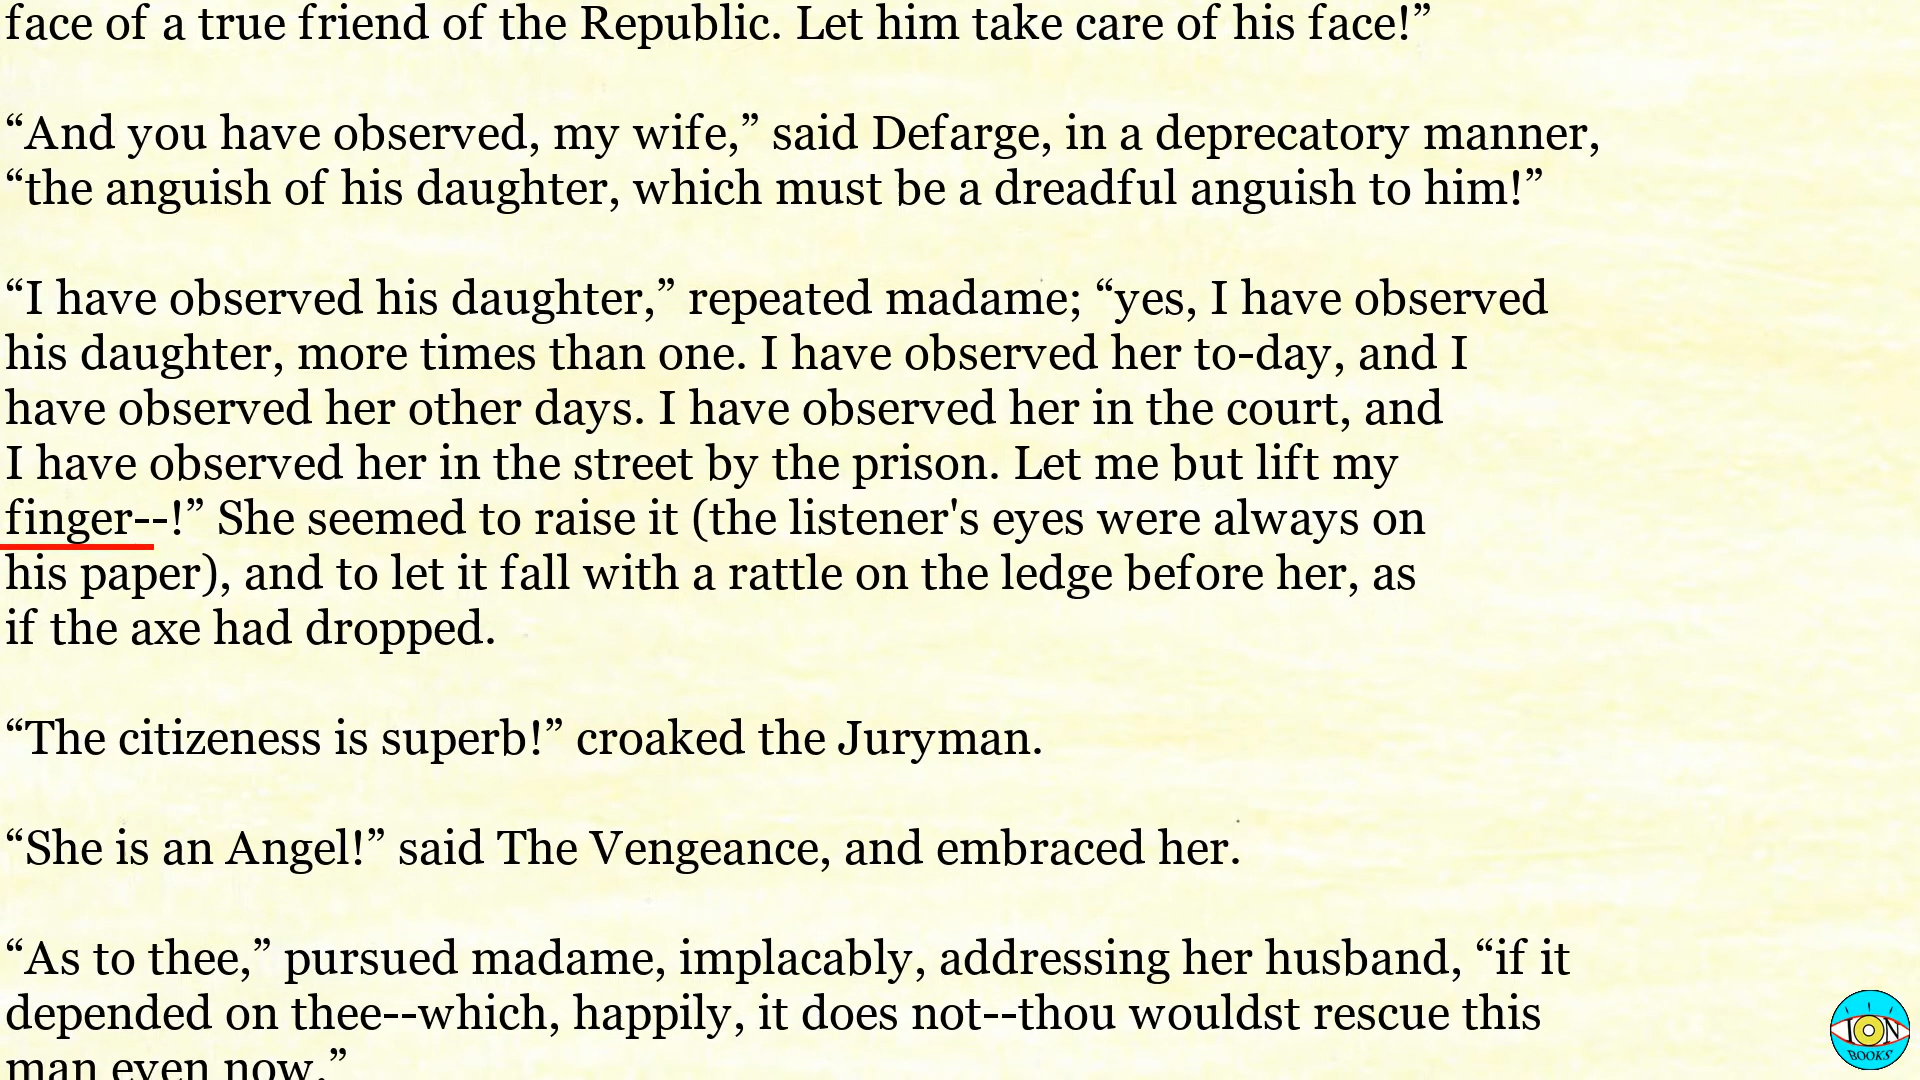 face of a true friend of the Republic. Let him take care of his face!”
“And you have observed, my wife,” said Defarge, in a deprecatory manner,
“the anguish of his daughter, which must be a dreadful anguish to him!”
“I have observed his daughter,” repeated madame; “yes, I have observed
his daughter, more times than one. I have observed her to-day, and I
have observed her other days. I have observed her in the court, and
I have observed her in the street by the prison. Let me but lift my
finger--!” She seemed to raise it (the listener's eyes were always on
his paper), and to let it fall with a rattle on the ledge before her, as
if the axe had dropped.
“The citizeness is superb!” croaked the Juryman.
“She is an Angel!” said The Vengeance, and embraced her.
“As to thee,” pursued madame, implacably, addressing her husband, “if it
depended on thee--which, happily, it does not--thou wouldst rescue this
man even now.”
ION
BOOKS